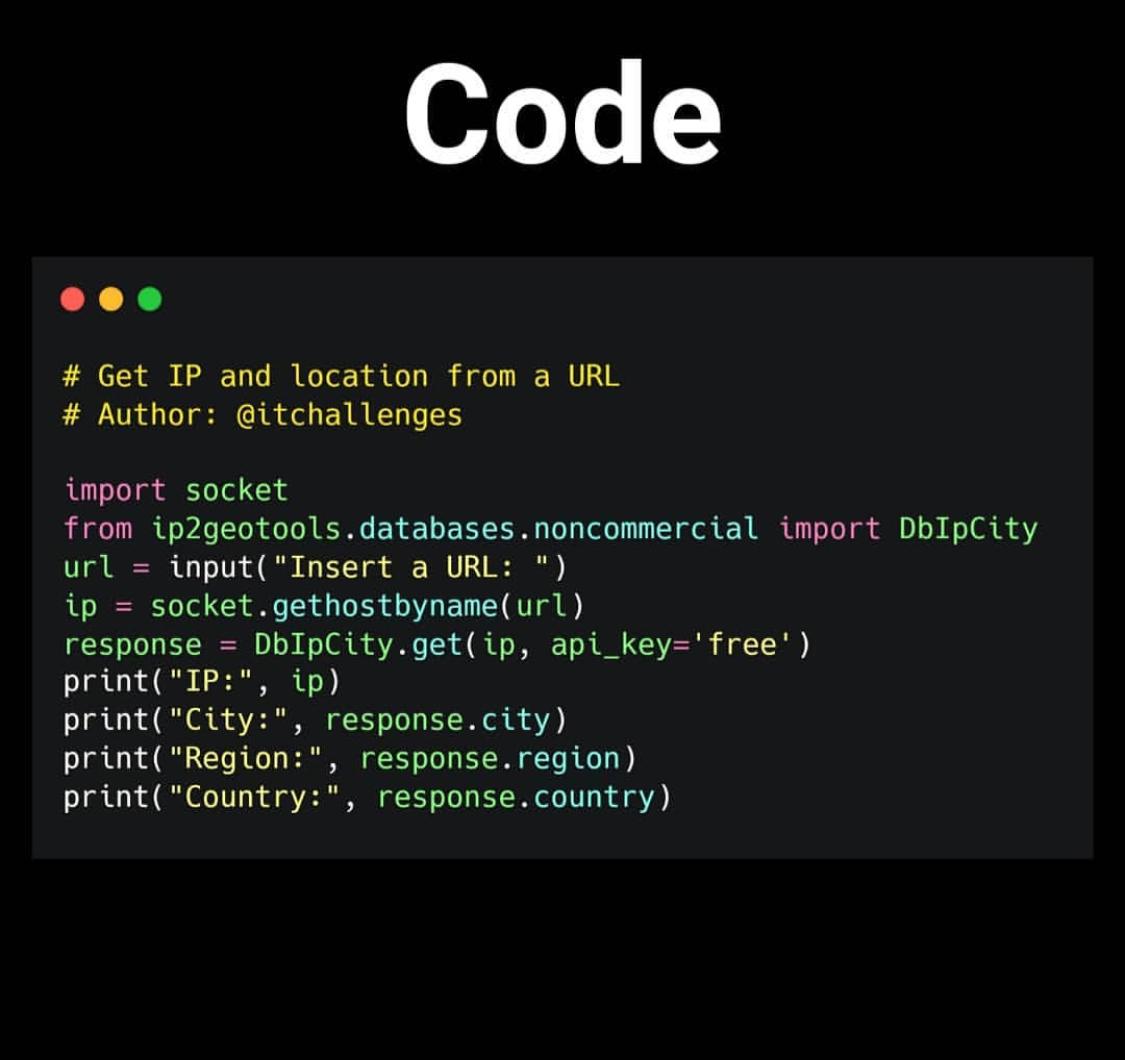 Code
# Get IP and location from a URL
# Author: @itchallenges
import socket
from ip2geotools.databases.noncommercial import DbIpCity
url = input("Insert a URL: ")
ip = socket.gethostbyname(url)
response = DbIpCity.get(ip, api_key='free')
print("IP:", ip)
print("City:", response.city)
print("Region:", response.region)
print("Country:", response.country)